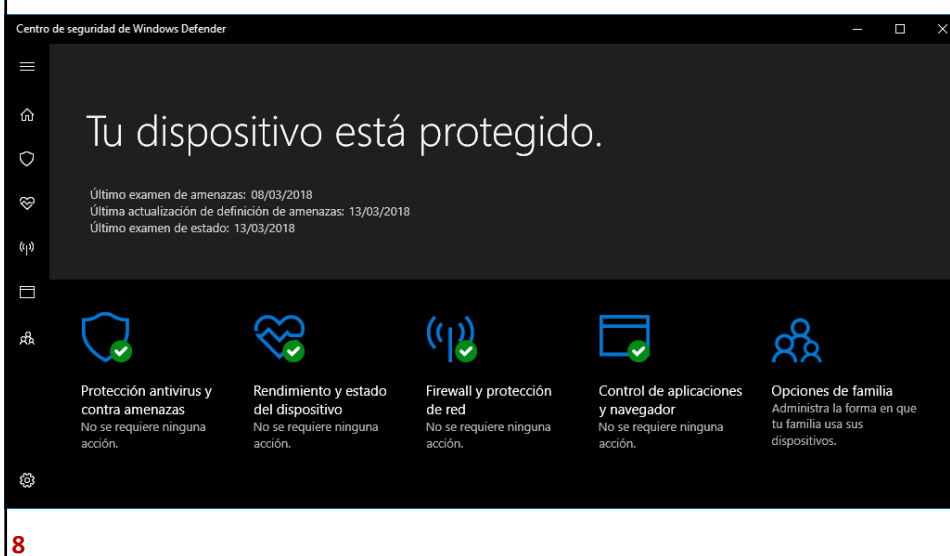 Centro de seguridad de Windows Defender
Tu dispositivo está protegido.
Último examen de amenazas: 08/03/2018
Última actualización de definición de amenazas: 13/03/2018
Último examen de estado: 13/03/2018
Protección antivirus y
contra amenazas
No se requiere ninguna
acción.
Rendimiento y estado
del dispositivo
No se requiere ninguna
acción.
Firewall y protección
de red
No se requiere ninguna
acción.
Control de aplicaciones
y navegador
No se requiere ninguna
acción.
Opciones de familia
Administra la forma en que
tu familia usa sus
dispositivos.
8